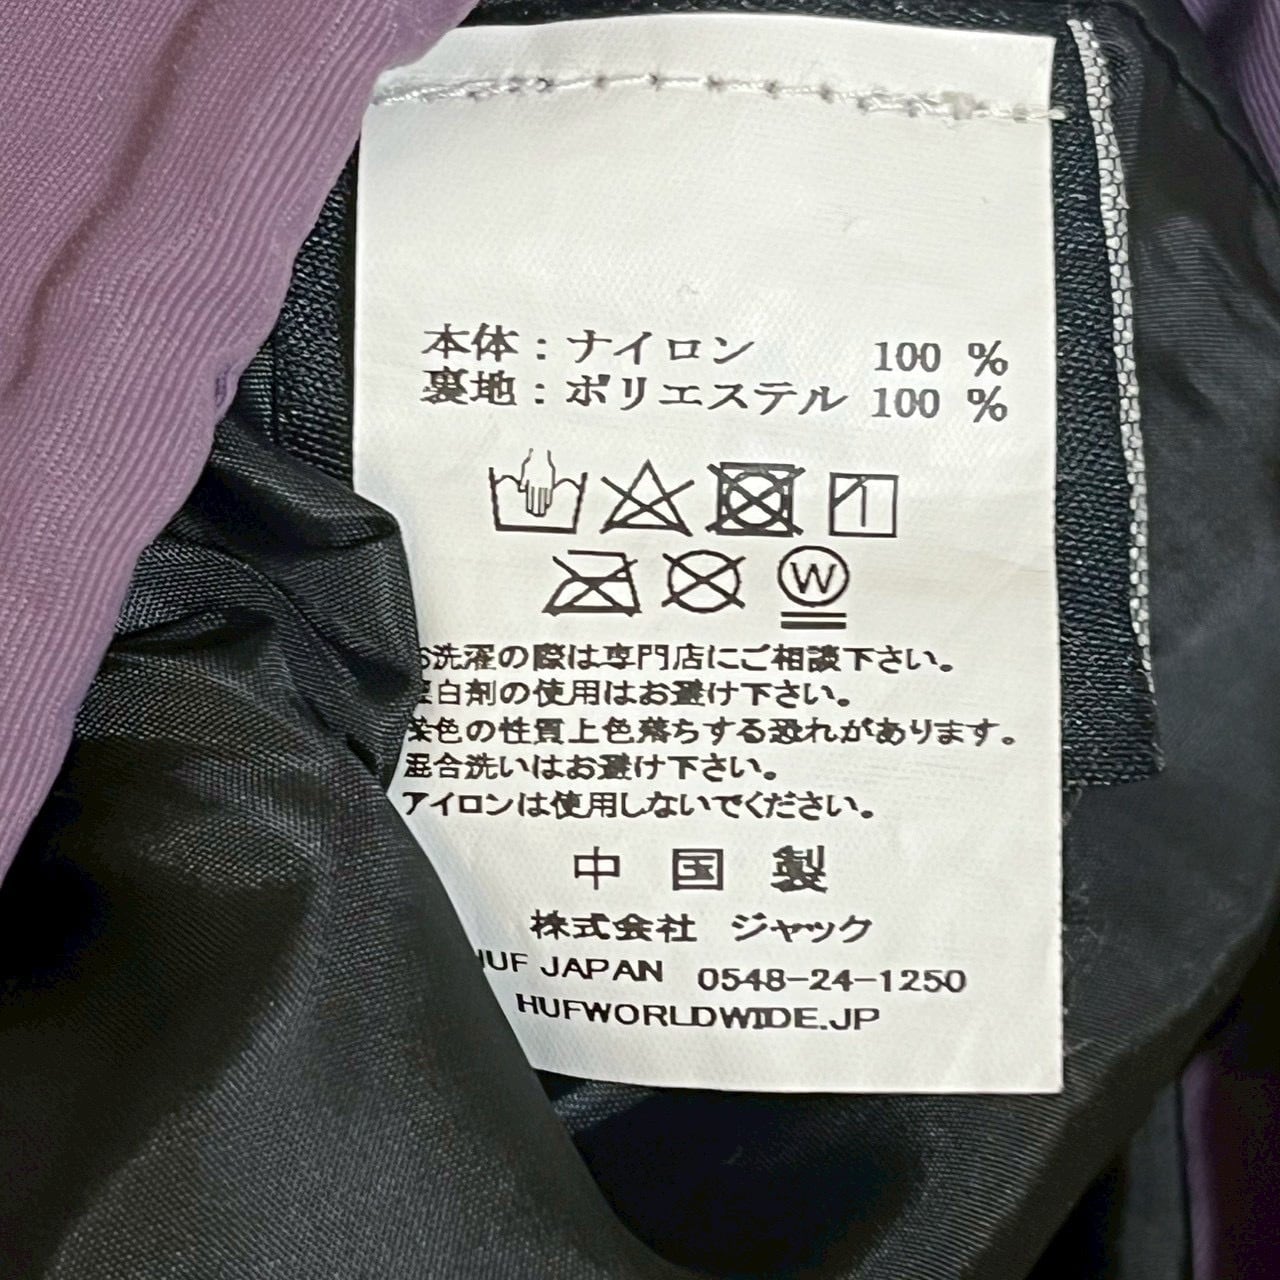 本体：ナイロン 100 %
裏地：ポリエステル 100 %
W
お洗濯の際は専門店にご相談下さい。
漂白剤の使用はお避け下さい。
染色の性質上色落ちする恐れがあります。
混合洗いはお避け下さい。
アイロンは使用しないでください。
中国製
株式会社 ジャック
HUF JAPAN 0548-24-1250
HUFWORLDWIDE.JP